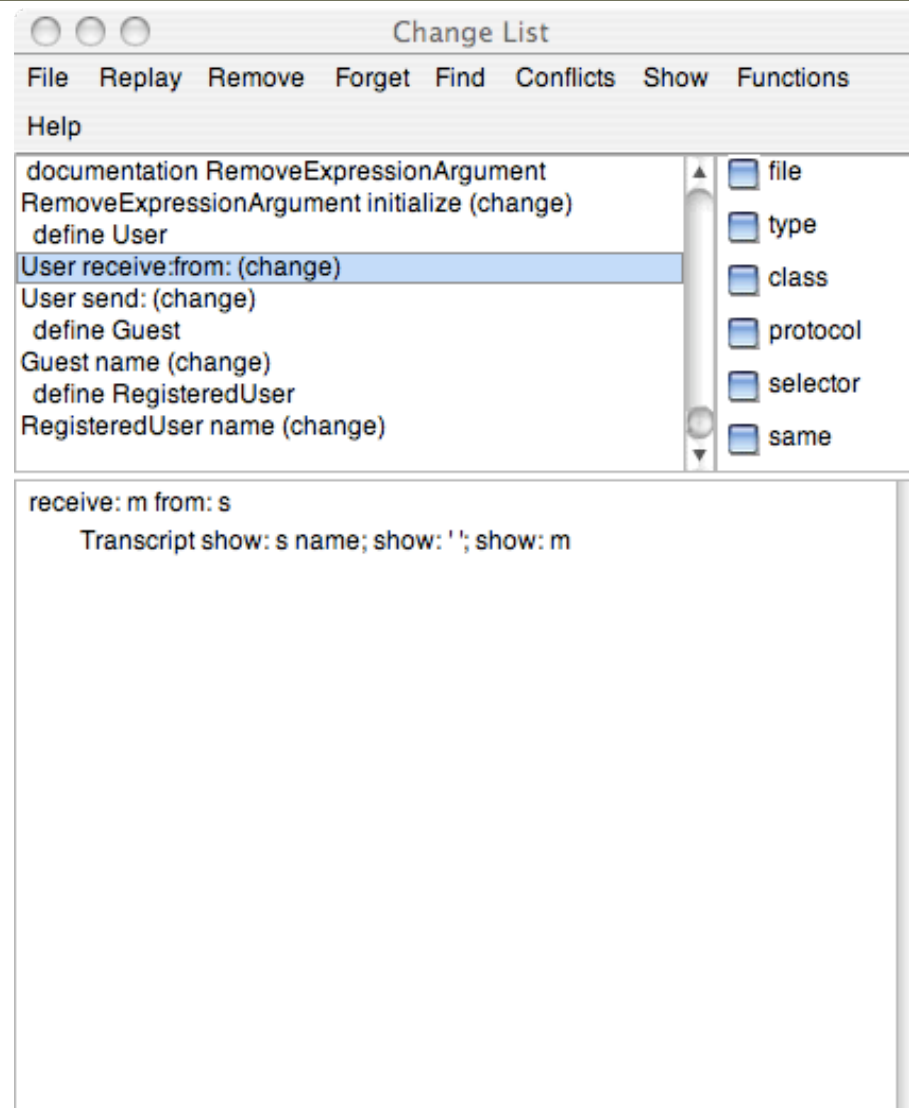 Change List
File Replay Remove Forget Find Conflicts Show Functions
Help
documentation RemoveExpressionArgument
RemoveExpressionArgument initialize (change)
define User
User receive:from: (change)
User send: (change)
define Guest
Guest name (change)
define RegisteredUser
RegisteredUser name (change)
file
type
class
protocol
selector
same
receive: m from: s
Transcript show: s name; show: ' '; show: m